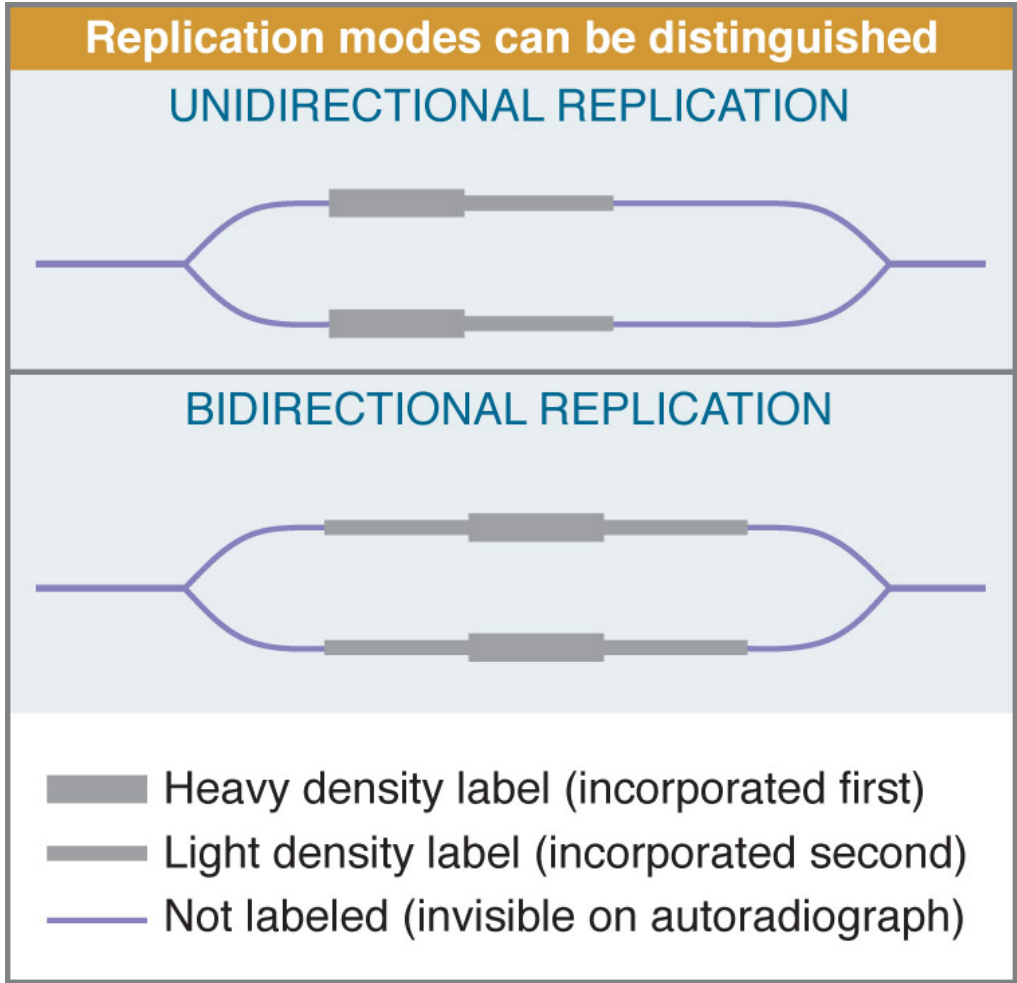 Replication modes can be distinguished
UNIDIRECTIONAL REPLICATION
BIDIRECTIONAL REPLICATION
Heavy density label (incorporated first)
Light density label (incorporated second)
Not labeled (invisible on autoradiograph)